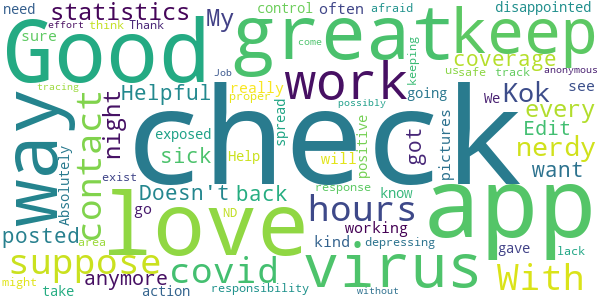 statistics My need control often afraid disappointed
sure effort think Thank great keep
Good coverage us safe track anonymous
tracing Job come keeping
way night Helpful work really going Kok see We every
proper possibly
contact exposed check spread positive got pictures Edit nerdy
Absolutely sick Help will
exist Doesn't back response know want
posted go love ND hours app
area kind working gave lack
suppose anymore covid virus depressing With
might take action responsibility without